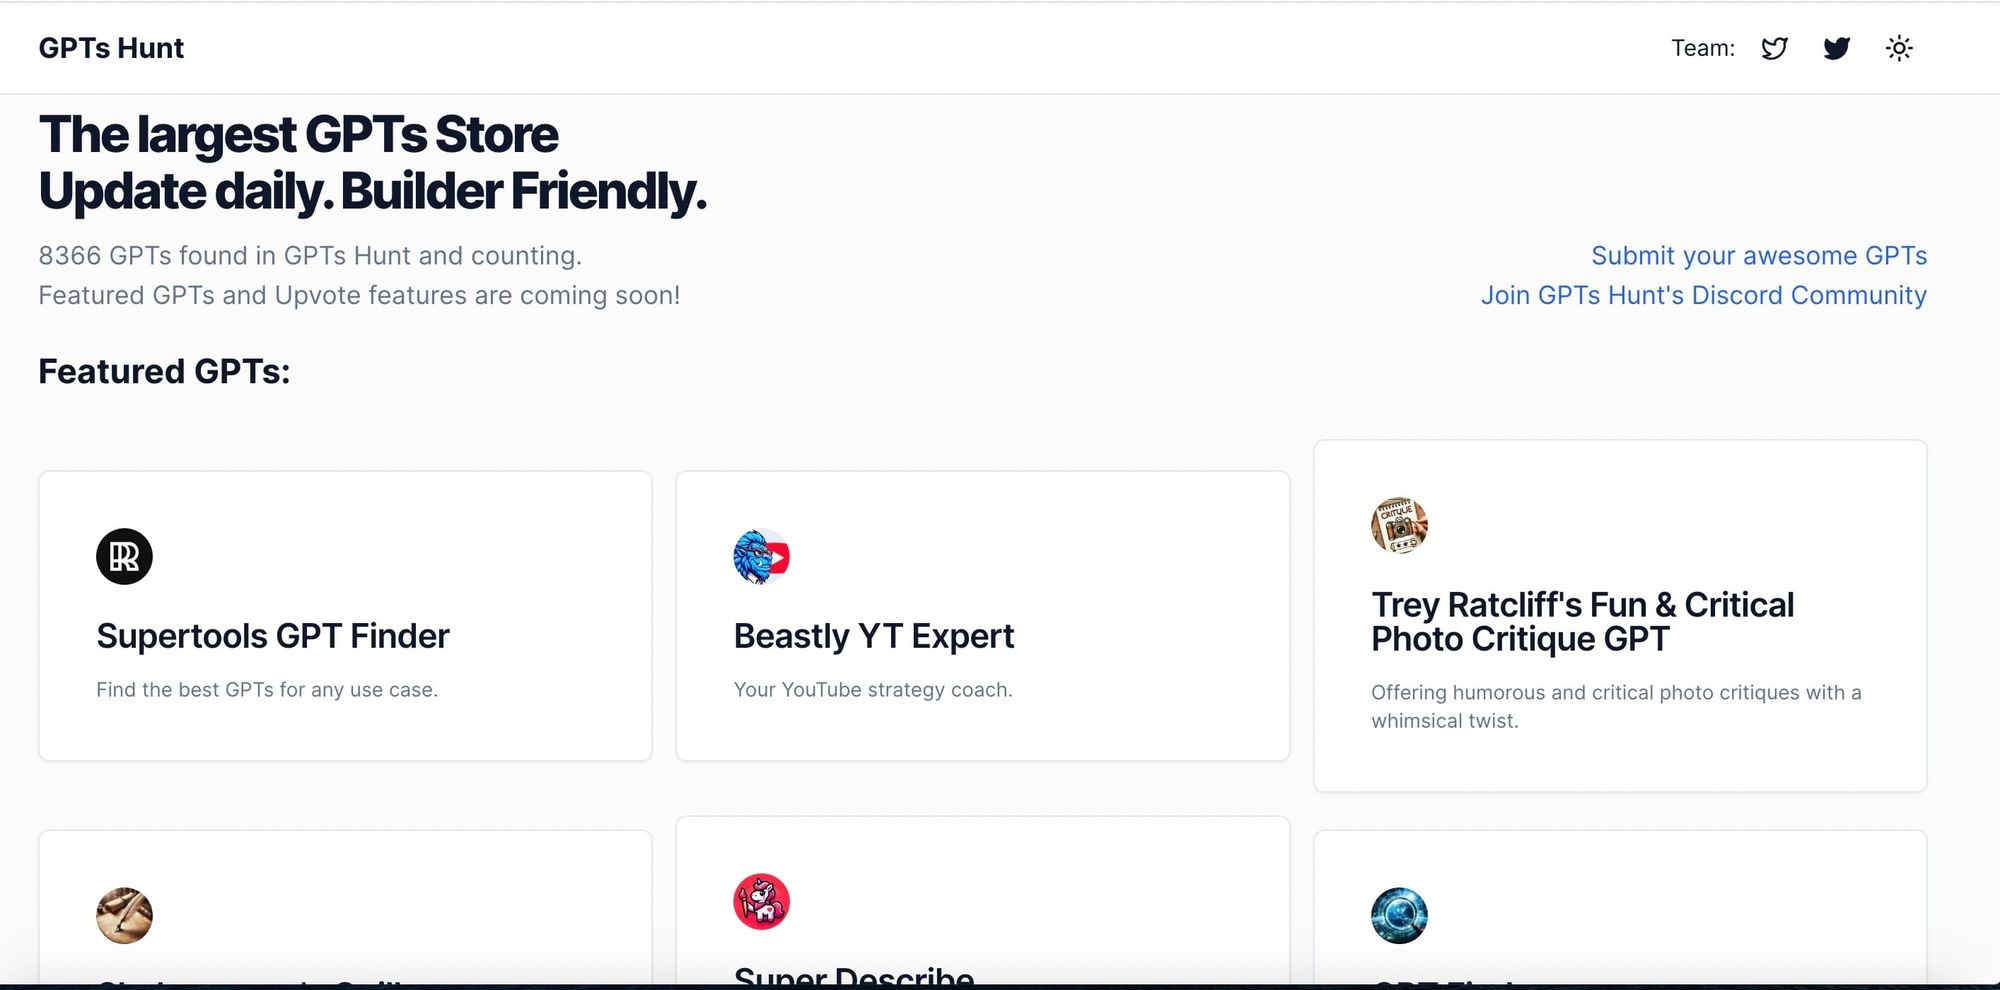 GPTs Hunt
Team:
The largest GPTs Store
Update daily. Builder Friendly.
8366 GPTs found in GPTs Hunt and counting.
Featured GPTs and Upvote features are coming soon!
Submit your awesome GPTs
Join GPTs Hunt's Discord Community
Featured GPTs:
Supertools GPT Finder
Find the best GPTs for any use case.
Beastly YT Expert
Your YouTube strategy coach.
CRITIQUE
Trey Ratcliff's Fun & Critical
Photo Critique GPT
Offering humorous and critical photo critiques with a
whimsical twist.
Super Describe